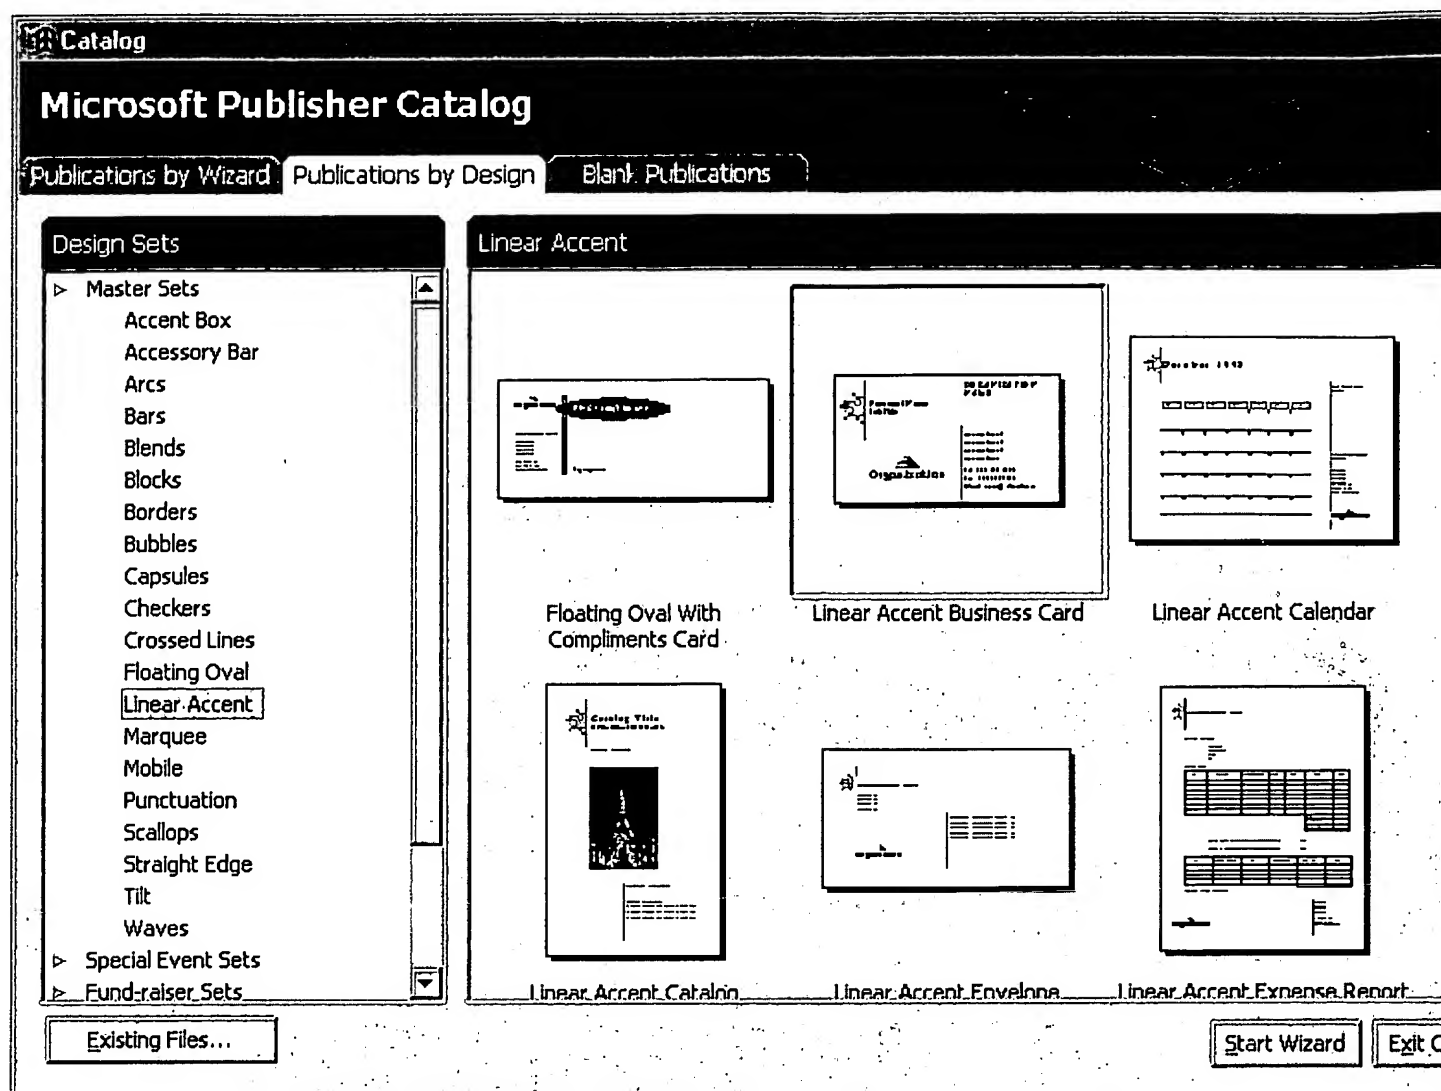 Catalog
Microsoft Publisher Catalog
Publications by Wizard
Publications by Design
Blank Publications
Design Sets
Master Sets
Accent Box
Accessory Bar
Arcs
Bars
Blends
Blocks
Borders
Bubbles
Capsules
Checkers
Crossed Lines
Floating Oval
Linear Accent
Marquee
Mobile
Punctuation
Scallops
Straight Edge
Tilt
Waves
Special Event Sets
Fund-raiser Sets
Linear Accent
Organization
Floating Oval With
Compliments Card
Linear Accent Business Card
Linear Accent Calendar
Catalog Title
Linear Accent Catalog
Linear Accent Envelope
Linear Accent Expense Report
Existing Files...
Start Wizard
Exit C